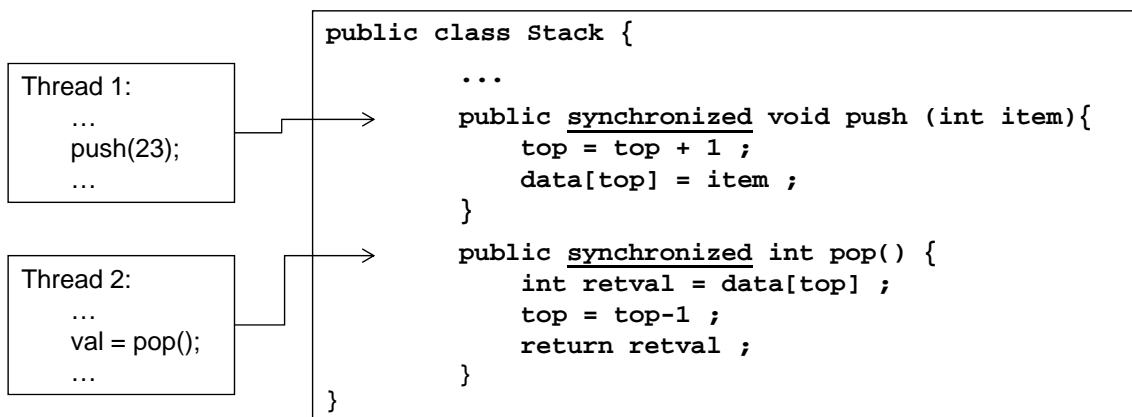 Thread 1:
…
push(23);
…
Thread 2:
…
val = pop();
…
public class Stack {
...
public synchronized void push (int item){
top = top + 1 ;
data[top] = item ;
}
public synchronized int pop() {
int retval = data[top] ;
top = top-1 ;
return retval ;
}
}